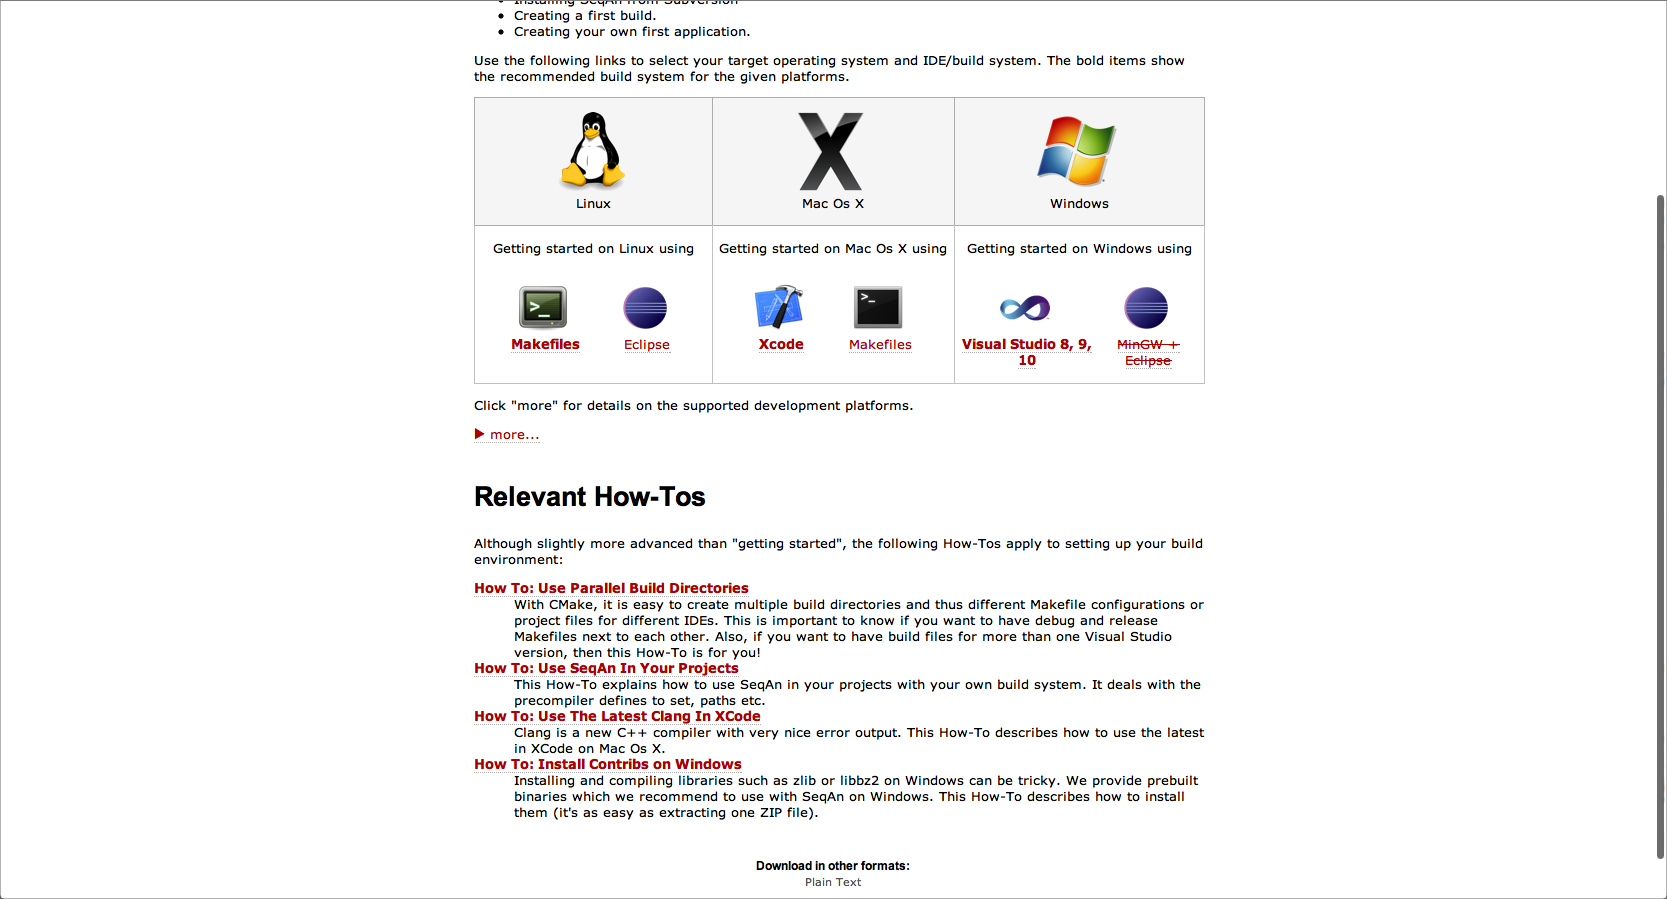 Installing SeqAn from Subversion
Creating a first build.
Creating your own first application.
Use the following links to select your target operating system and IDE/build system. The bold items show
the recommended build system for the given platforms.
Linux
Mac Os X
Windows
Getting started on Linux using
Getting started on Mac Os X using
Getting started on Windows using
>_
>_
Makefiles
Eclipse
Xcode
Makefiles
Visual Studio 8, 9,
10
MinGW +
Eclipse
Click "more" for details on the supported development platforms.
more...
Relevant How-Tos
Although slightly more advanced than "getting started", the following How-Tos apply to setting up your build
environment:
How To: Use Parallel Build Directories
With CMake, it is easy to create multiple build directories and thus different Makefile configurations or
project files for different IDEs. This is important to know if you want to have debug and release
Makefiles next to each other. Also, if you want to have build files for more than one Visual Studio
version, then this How-To is for you!
How To: Use SeqAn In Your Projects
This How-To explains how to use SeqAn in your projects with your own build system. It deals with the
precompiler defines to set, paths etc.
How To: Use The Latest Clang In XCode
Clang is a new C++ compiler with very nice error output. This How-To describes how to use the latest
in XCode on Mac Os X.
How To: Install Contribs on Windows
Installing and compiling libraries such as zlib or libbz2 on Windows can be tricky. We provide prebuilt
binaries which we recommend to use with SeqAn on Windows. This How-To describes how to install
them (it's as easy as extracting one ZIP file).
Download in other formats:
Plain Text